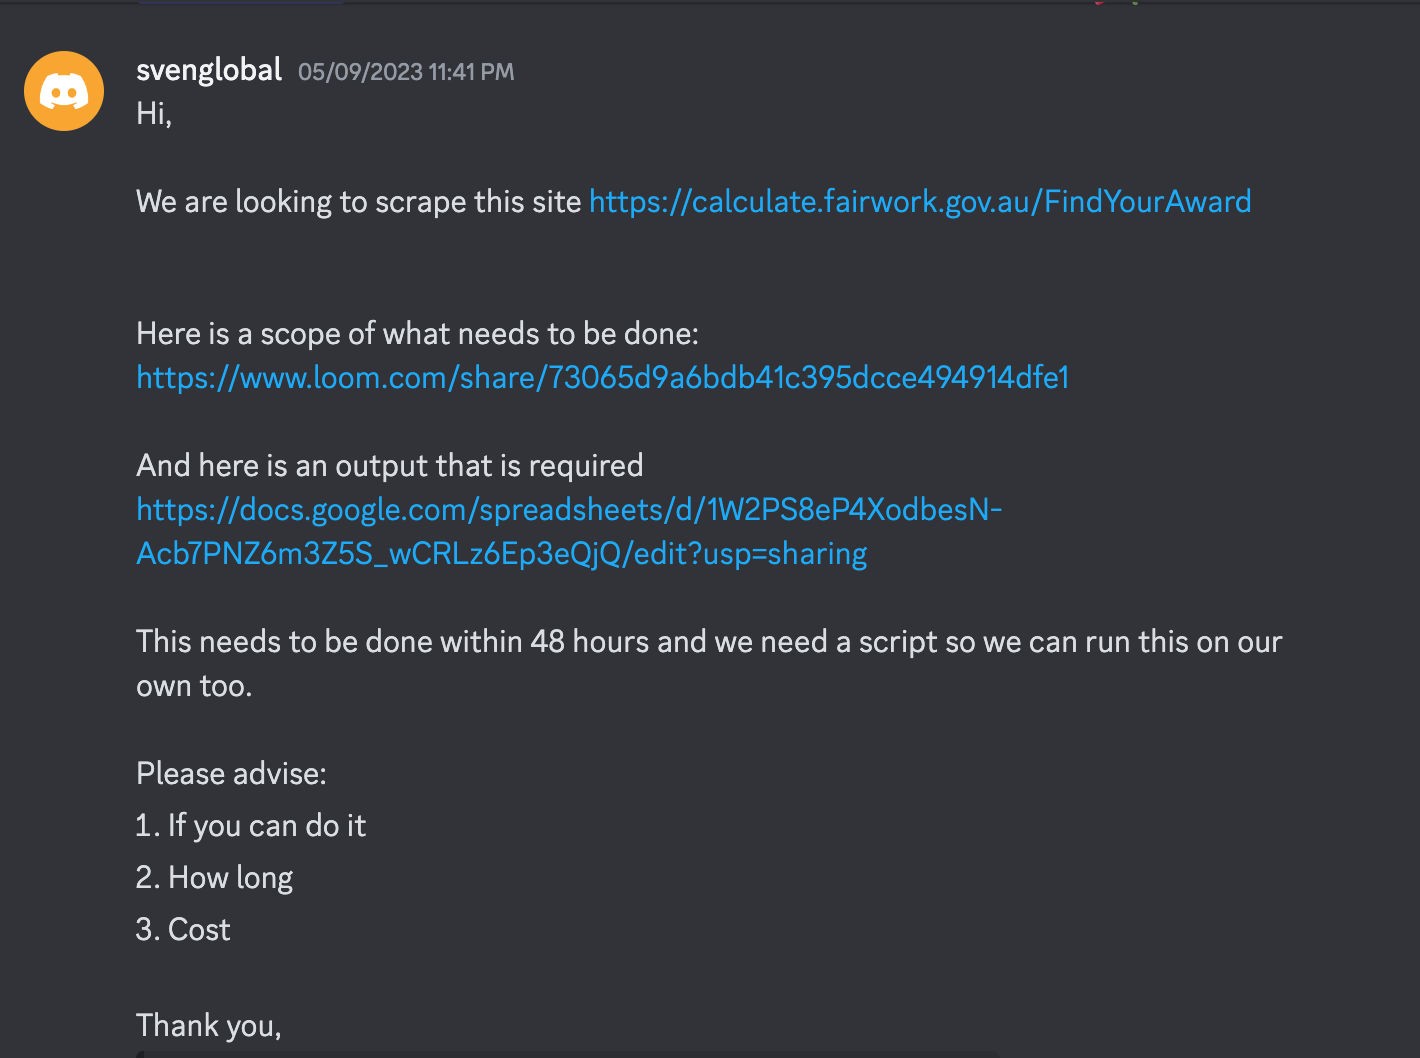 svenglobal 05/09/2023 11:41 PM
Hi,
We are looking to scrape this site https://calculate.fairwork.gov.au/FindYourAward
Here is a scope of what needs to be done:
https://www.loom.com/share/73065d9a6bdb41c395dcce494914dfe1
And here is an output that is required
https://docs.google.com/spreadsheets/d/1W2PS8eP4XodbesN-
Acb7PNZ6m3Z5S_wCRLz6Ep3eQjQ/edit?usp=sharing
This needs to be done within 48 hours and we need a script so we can run this on our
own too.
Please advise:
1. If you can do it
2. How long
3. Cost
Thank you,